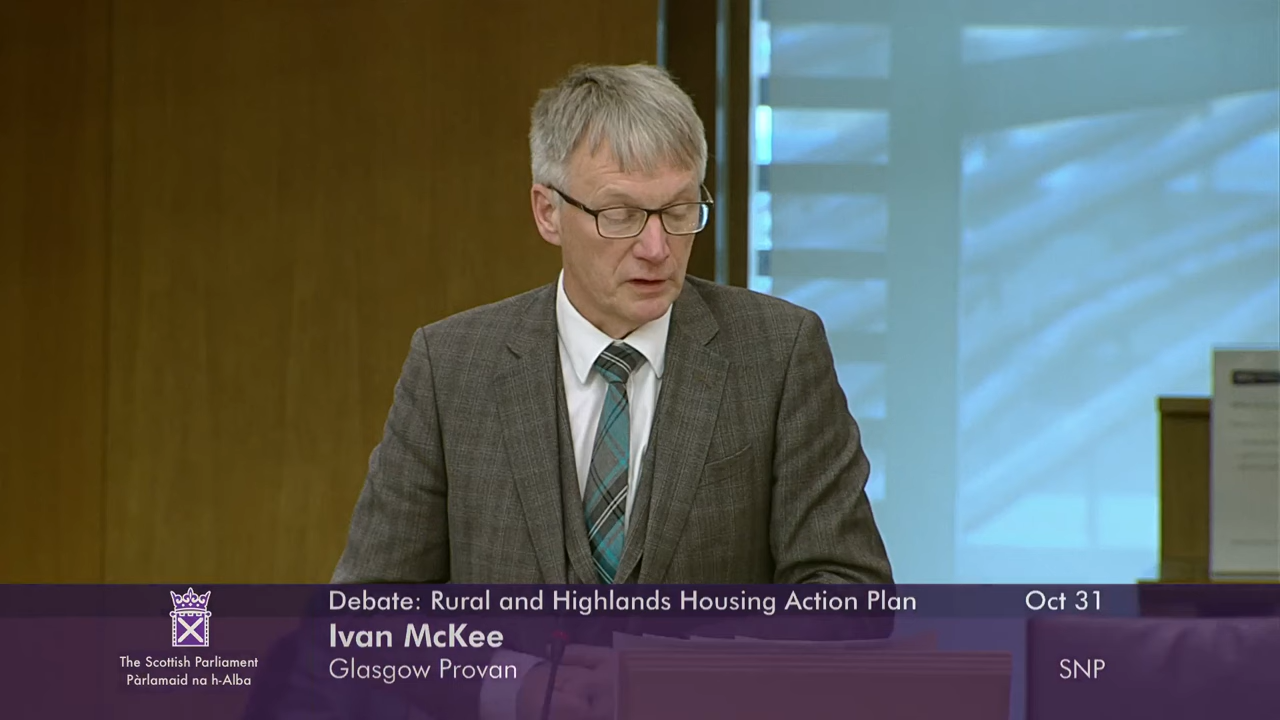 Debate: Rural and Highlands Housing Action Plan
Oct 31
Ivan McKee
Glasgow Provan
SNP
The Scottish Parliament
Pàrlamaid na h-Alba